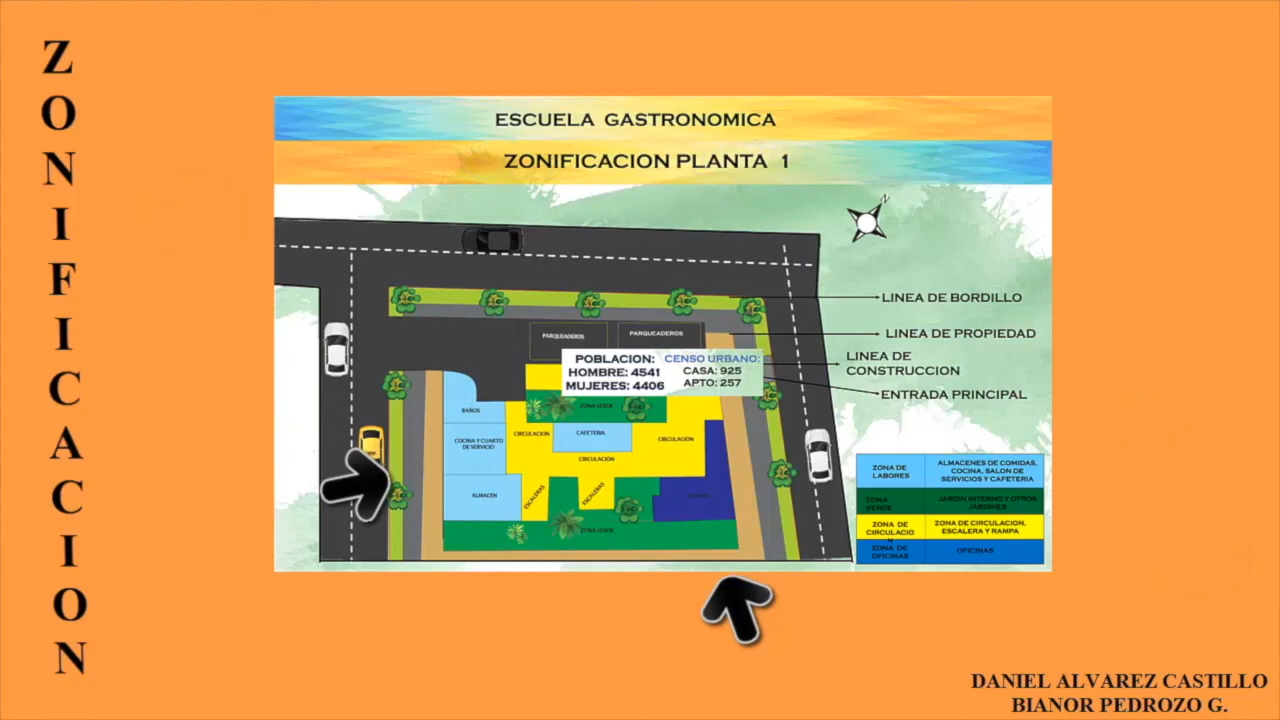 ZONIFICACION
ESCUELA GASTRONOMICA
ZONIFICACION PLANTA 1
N
LINEA DE BORDILLO
LINEA DE PROPIEDAD
LINEA DE
CONSTRUCCION
ENTRADA PRINCIPAL
PARQUEADEROS
PARQUEADEROS
POBLACION:
HOMBRE: 4541
MUJERES: 4406
CENSO URBANO:
CASA: 925
APTO: 257
ZONA VERDE
BAÑOS
COCINA Y CUARTO
DE SERVICIO
CIRCULACION
CAFETERIA
CIRCULACIÓN
CIRCULACIÓN
ALMACEN
ESCALERAS
ESCALERAS
ZONA VERDE
ZONA DE
LABORES
ALMACENES DE COMIDAS,
COCINA, SALON DE
SERVICIOS Y CAFETERIA
ZONA
VERDE
JARDIN INTERNO Y OTROS
JARDINES
ZONA DE
CIRCULACIO
N
ZONA DE CIRCULACION,
ESCALERA Y RAMPA
ZONA DE
OFICINAS
OFICINAS
DANIEL ALVAREZ CASTILLO
BIANOR PEDROZO G.